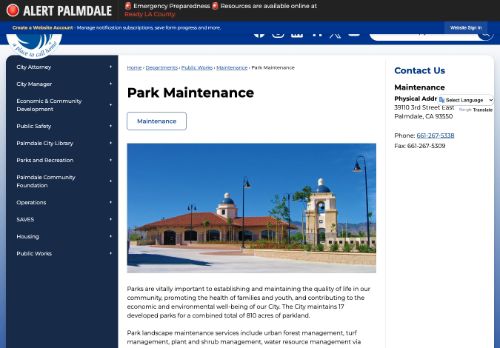 ALERT PALMDALE
🚨 Emergency Preparedness 🚨 Resources are available online at
Ready LA County.
Create a Website Account - Manage notification subscriptions, save form progress and more.
Website Sign In
a place to call home
City Attorney
City Manager
Economic & Community
Development
Public Safety
Palmdale City Library
Parks and Recreation
Palmdale Community
Foundation
Operations
SAVES
Housing
Public Works
Home › Departments › Public Works › Maintenance › Park Maintenance
Park Maintenance
Maintenance
Parks are vitally important to establishing and maintaining the quality of life in our
community, promoting the health of families and youth, and contributing to the
economic and environmental well-being of our City. The City maintains 17
developed parks for a combined total of 810 acres of parkland.
Park landscape maintenance services include urban forest management, turf
management, plant and shrub management, water resource management via
Contact Us
Maintenance
Physical Addr
Select Language
39110 3rd Street East
Google Translate
Palmdale, CA 93550
Phone: 661-267-5338
Fax: 661-267-5309